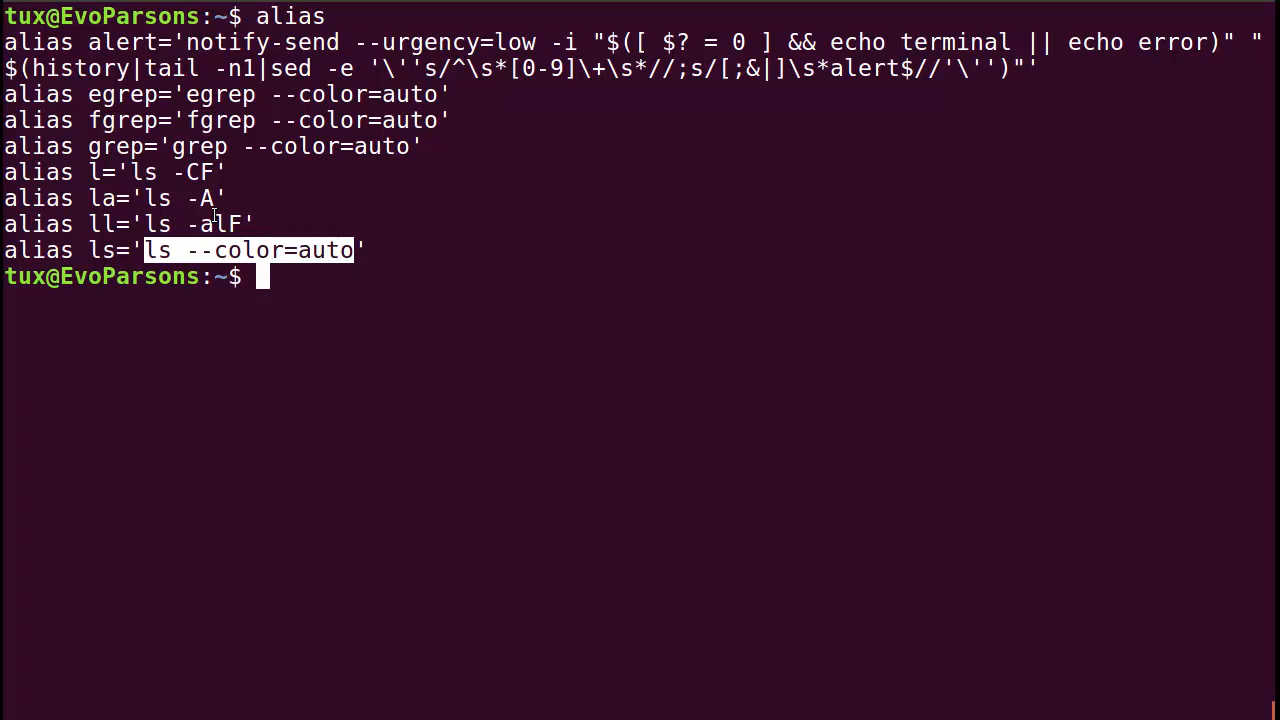 tux@EvoParsons:~$ alias
alias alert='notify-send --urgency=low -i "$([ $? = 0 ] && echo terminal || echo error)" "
$(history|tail -n1|sed -e '\''s/^\s*[0-9]\+\s*//;s/[;&|]\s*alert$//'\'')"'
alias egrep='egrep --color=auto'
alias fgrep='fgrep --color=auto'
alias grep='grep --color=auto'
alias l='ls -CF'
alias la='ls -A'
alias ll='ls -alF'
alias ls='ls --color=auto'
tux@EvoParsons:~$